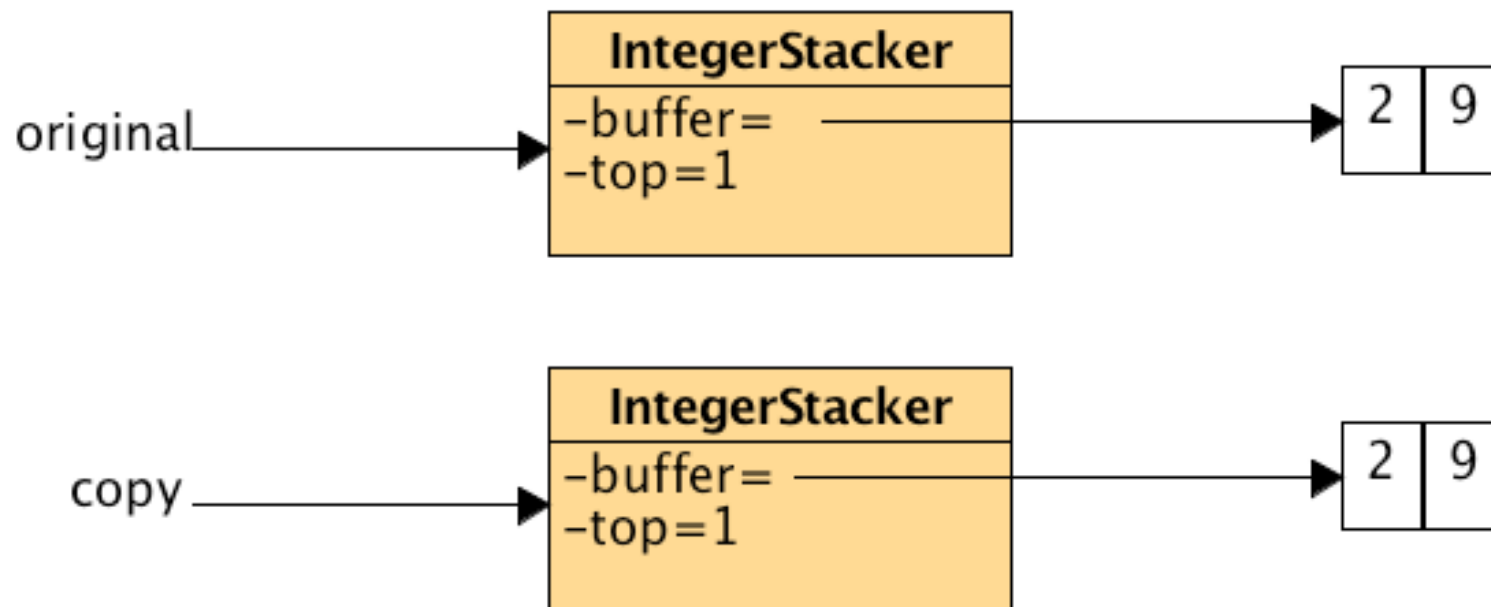 IntegerStacker
original
-buffer=
-top=1
2 9
IntegerStacker
copy
-buffer=
-top=1
2 9